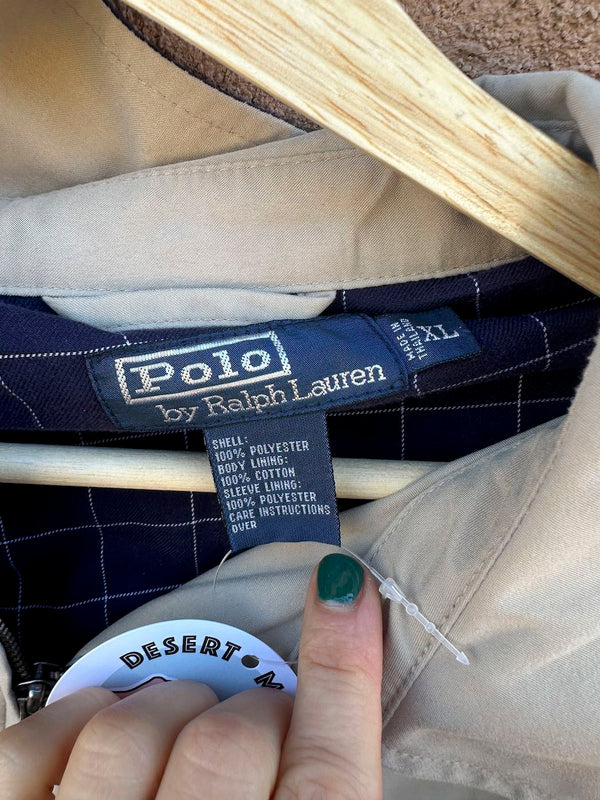 Polo
by Ralph Lauren
MADE IN
THAILAND
XL
SHELL:
100% POLYESTER
BODY LINING:
100% COTTON
SLEEVE LINING:
100% POLYESTER
CARE INSTRUCTIONS
OVER
DESERT • M